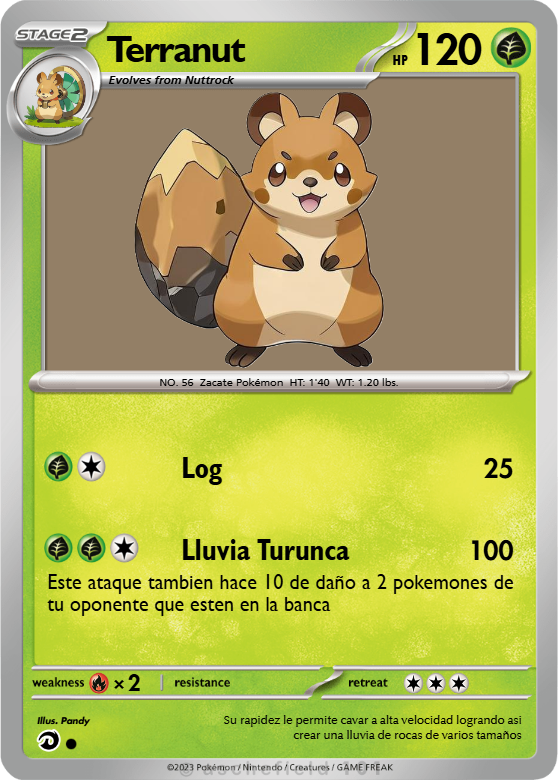 STAGE2
Terranut
HP 120
Evolves from Nuttrock
NO. 56 Zacate Pokémon HT: 1'40 WT: 1.20 lbs.
Log 25
Lluvia Turunca 100
Este ataque tambien hace 10 de daño a 2 pokemones de
tu oponente que esten en la banca
weakness ×2 resistance retreat
Illus. Pandy
Su rapidez le permite cavar a alta velocidad logrando asi
crear una lluvia de rocas de varios tamaños
©2023 Pokémon / Nintendo / Creatures / GAME FREAK